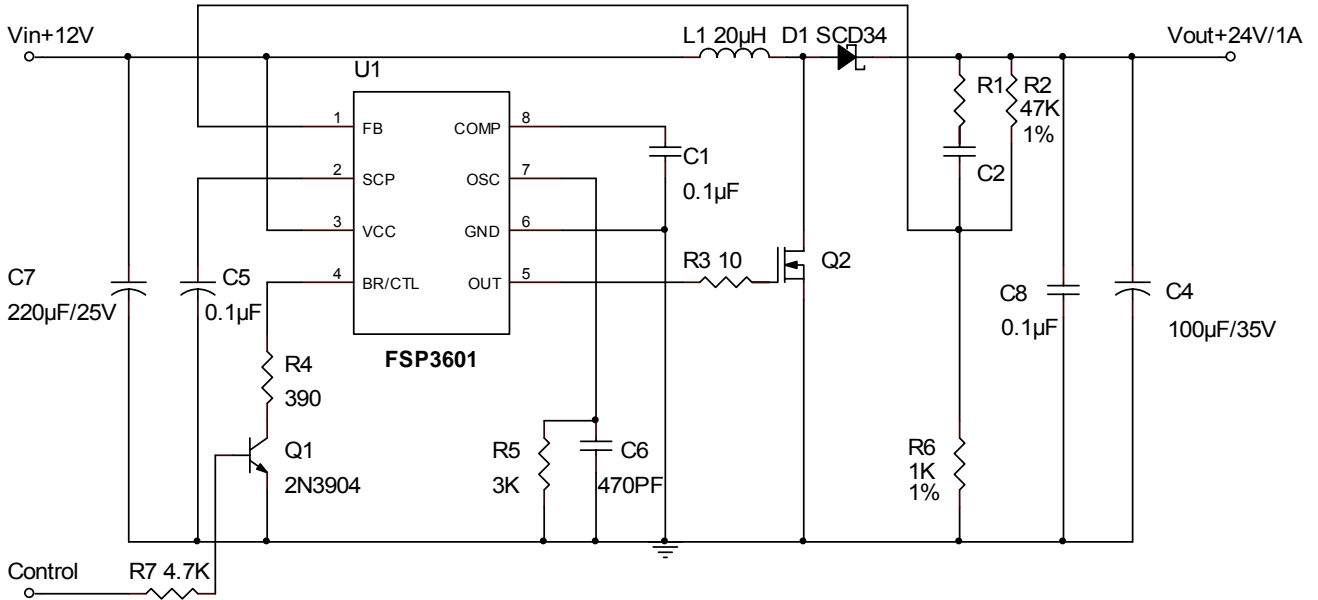 Vin+12V
L1 20µH
D1 SCD34
Vout+24V/1A
U1
R1
R2
47K
1%
1
FB
COMP
8
C1
0.1µF
C2
2
SCP
OSC
7
3
VCC
GND
6
4
BR/CTL
OUT
5
R3 10
Q2
C7
220µF/25V
C5
0.1µF
C8
0.1µF
C4
100µF/35V
FSP3601
R4
390
Q1
2N3904
R5
3K
C6
470PF
R6
1K
1%
Control
R7 4.7K